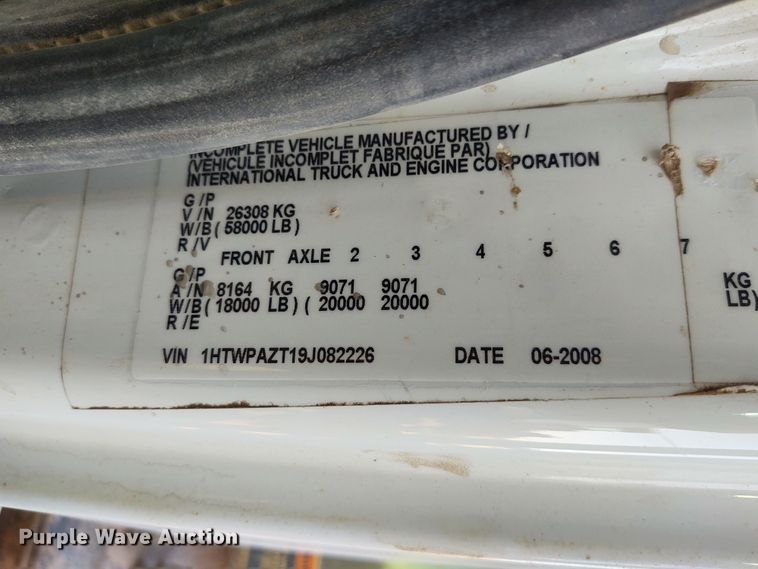 INCOMPLETE VEHICLE MANUFACTURED BY /
(VEHICULE INCOMPLET FABRIQUE PAR)
INTERNATIONAL TRUCK AND ENGINE CORPORATION
G /P
V /N 26308 KG
W/B ( 58000 LB)
R /V
FRONT AXLE 2 3 4 5 6 7
G /P
A /N 8164 KG 9071 9071 KG
W/B ( 18000 LB) ( 20000 20000 LB)
R /E
VIN 1HTWPAZT19J082226 DATE 06-2008
Purple Wave Auction®